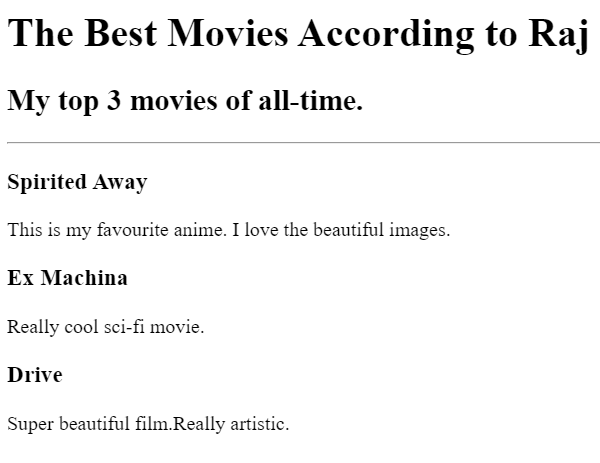 The Best Movies According to Raj
My top 3 movies of all-time.
Spirited Away
This is my favourite anime. I love the beautiful images.
Ex Machina
Really cool sci-fi movie.
Drive
Super beautiful film.Really artistic.